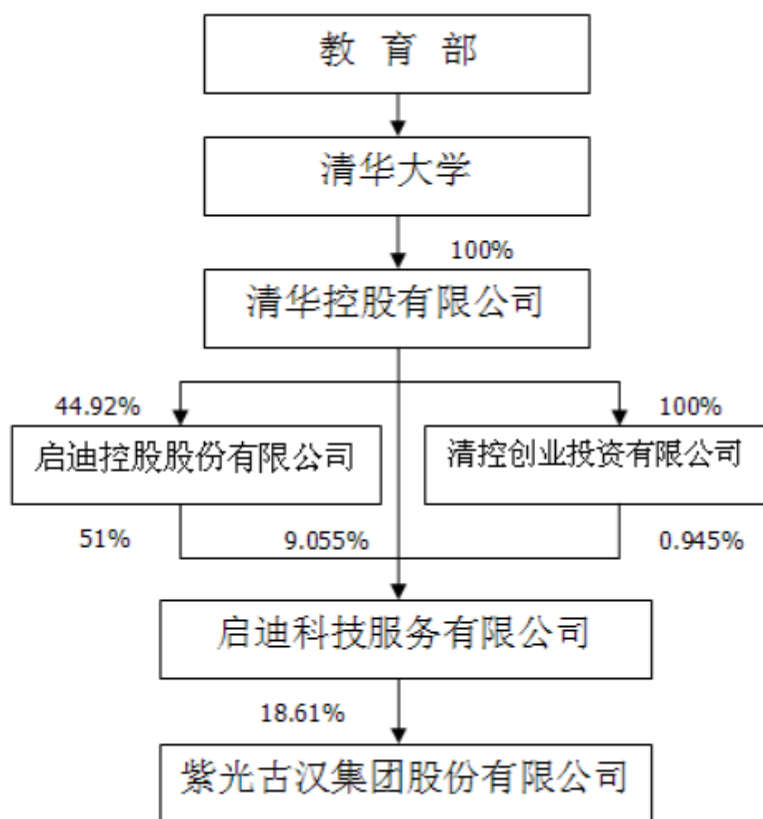 教 育 部
清华大学
100%
清华控股有限公司
44.92%
100%
启迪控股股份有限公司
清控创业投资有限公司
51%
9.055%
0.945%
启迪科技服务有限公司
18.61%
紫光古汉集团股份有限公司